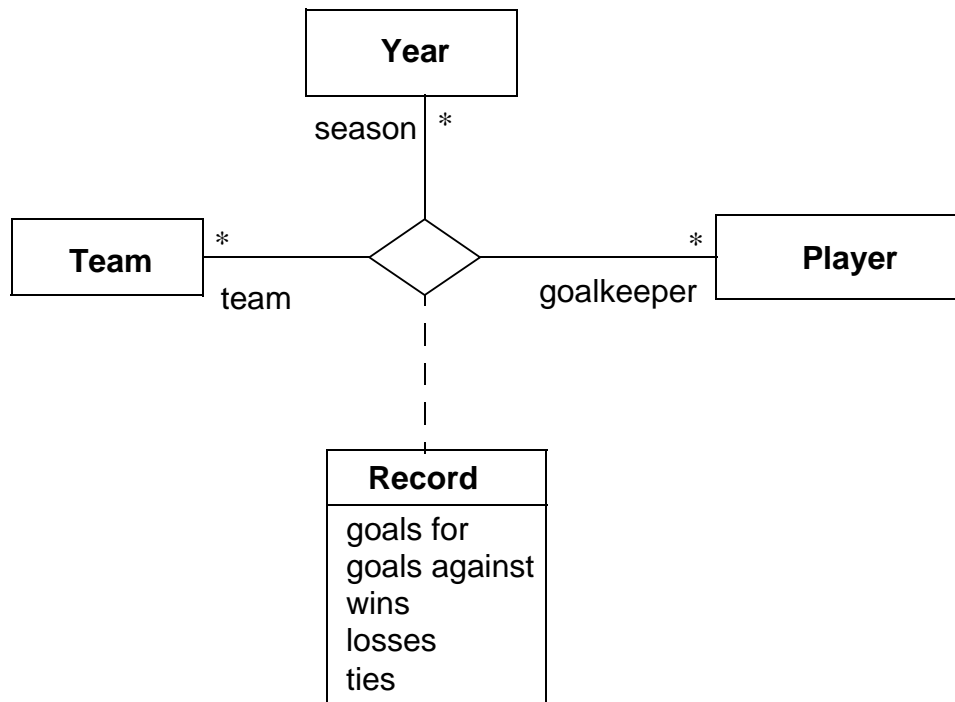 Year
season *
* *
Team Player
team goalkeeper
Record
goals for
goals against
wins
losses
ties